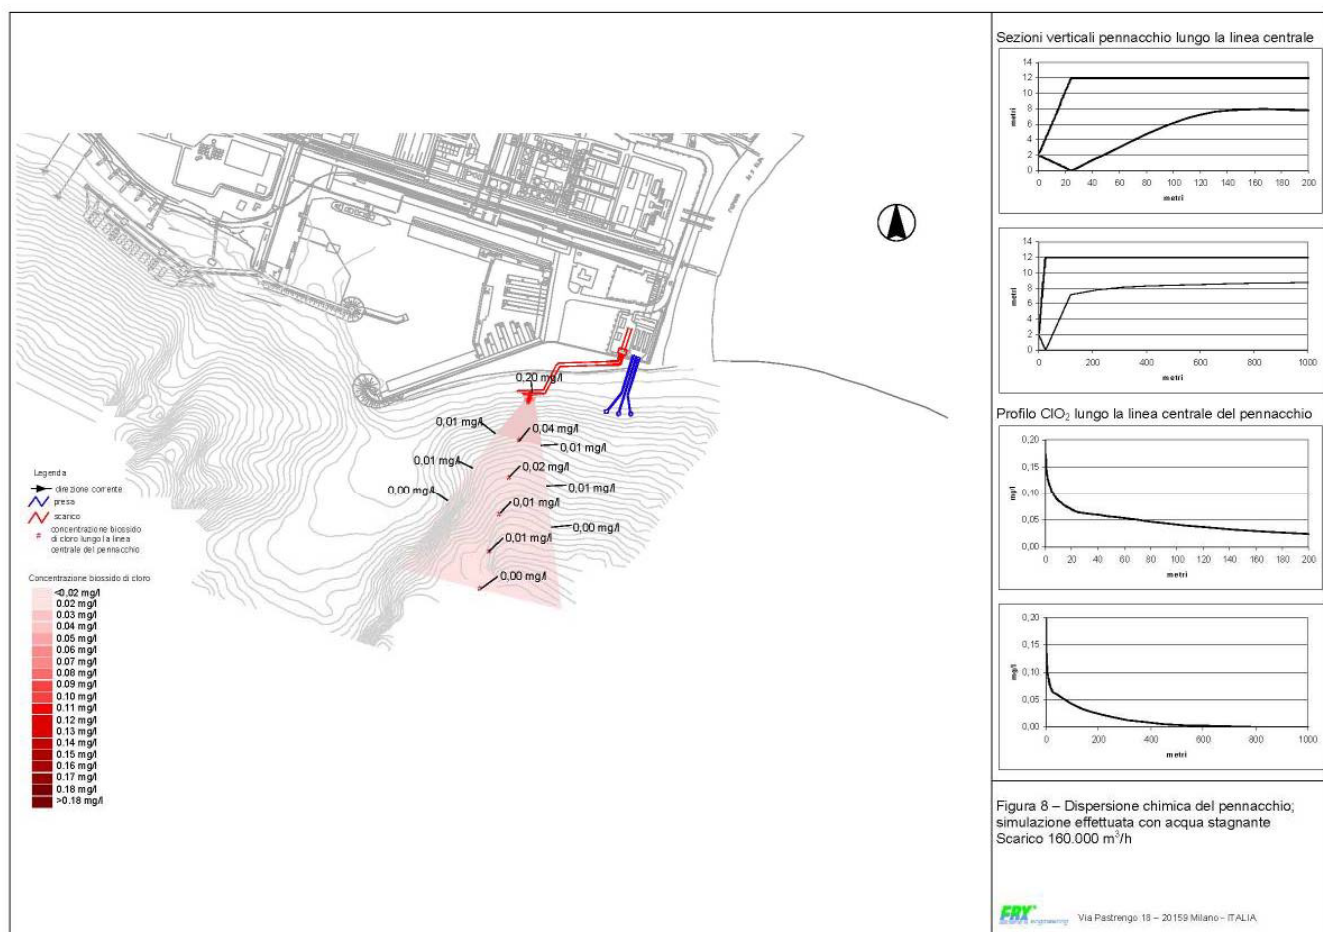 Sezioni verticali pennacchio lungo la linea centrale
14
12
10
8
6
4
2
0
metri
0 20 40 60 80 100 120 140 160 180 200
metri
14
12
10
8
6
4
2
0
metri
0 200 400 600 800 1000
metri
Profilo ClO₂ lungo la linea centrale del pennacchio
0,20
0,15
0,10
0,05
0,00
mg/l
0 20 40 60 80 100 120 140 160 180 200
metri
0,20
0,15
0,10
0,05
0,00
mg/l
0 200 400 600 800 1000
metri
0,20 mg/l
0,01 mg/l
0,04 mg/l
0,01 mg/l
0,01 mg/l
0,02 mg/l
0,00 mg/l
0,01 mg/l
0,01 mg/l
0,00 mg/l
0,01 mg/l
0,00 mg/l
Legenda
direzione corrente
presa
scarico
# concentrazione biossido
di cloro lungo la linea
centrale del pennacchio
Concentrazione biossido di cloro
<0.02 mg/l
0.02 mg/l
0.03 mg/l
0.04 mg/l
0.05 mg/l
0.06 mg/l
0.07 mg/l
0.08 mg/l
0.09 mg/l
0.10 mg/l
0.11 mg/l
0.12 mg/l
0.13 mg/l
0.14 mg/l
0.15 mg/l
0.16 mg/l
0.17 mg/l
0.18 mg/l
>0.18 mg/l
Figura 8 – Dispersione chimica del pennacchio;
simulazione effettuata con acqua stagnante
Scarico 160.000 m³/h
FRX engineering Via Pastrengo 18 – 20159 Milano - ITALIA